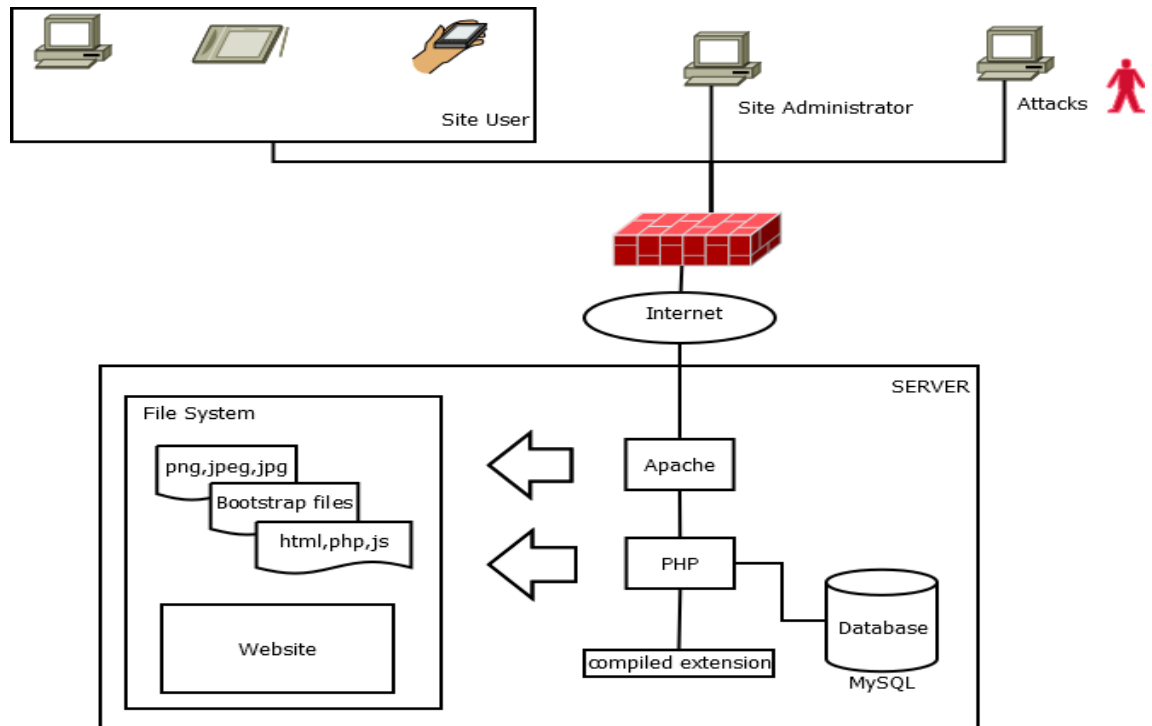 Site User
Site Administrator
Attacks
Internet
SERVER
File System
png,jpeg,jpg
Bootstrap files
html,php,js
Website
Apache
PHP
compiled extension
Database
MySQL